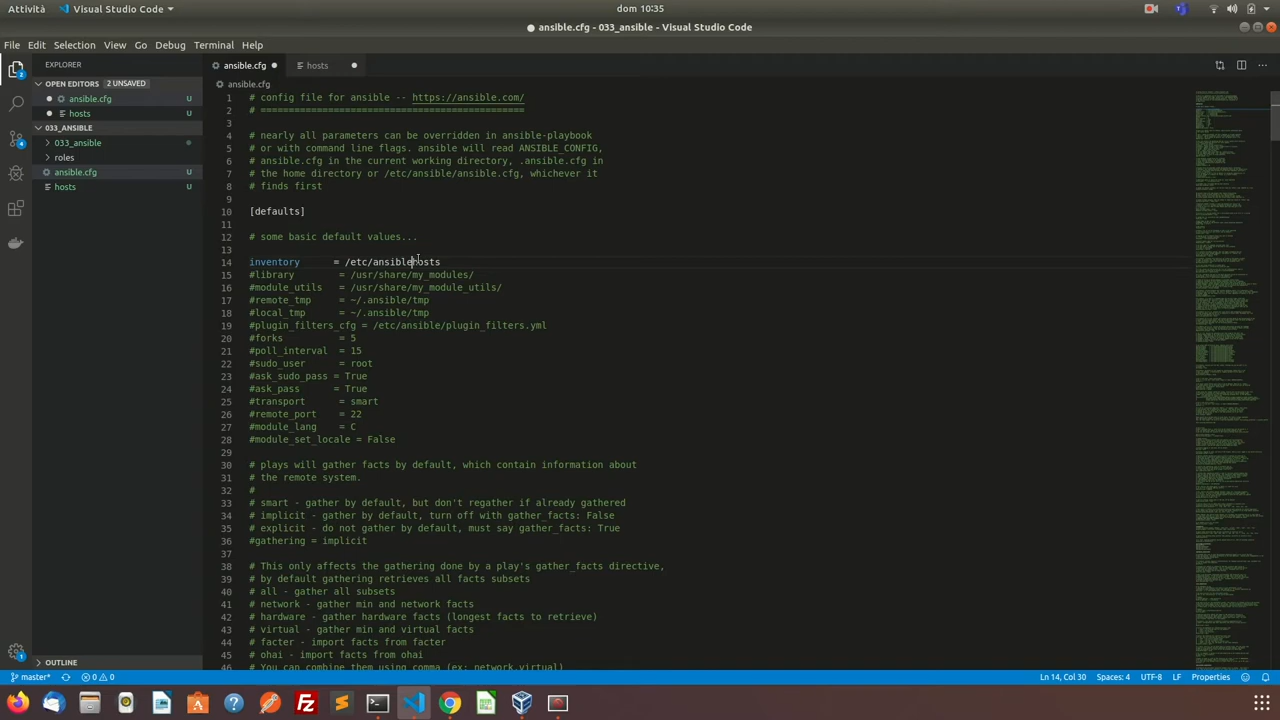 Attività
Visual Studio Code
dom 10:35
ansible.cfg - 033_ansible - Visual Studio Code
File Edit Selection View Go Debug Terminal Help
EXPLORER
ansible.cfg
hosts
OPEN EDITORS
2 UNSAVED
ansible.cfg U
hosts U
033_ANSIBLE
033_ansible
roles
ansible.cfg U
hosts U
OUTLINE
ansible.cfg
1 # config file for ansible -- https://ansible.com/
2 # ===============================================
3
4 # nearly all parameters can be overridden in ansible-playbook
5 # or with command line flags. ansible will read ANSIBLE_CONFIG,
6 # ansible.cfg in the current working directory, .ansible.cfg in
7 # the home directory or /etc/ansible/ansible.cfg, whichever it
8 # finds first
9
10 [defaults]
11
12 # some basic default values...
13
14 inventory = /etc/ansiblehosts
15 #library = /usr/share/my_modules/
16 #module_utils = /usr/share/my_module_utils/
17 #remote_tmp = ~/.ansible/tmp
18 #local_tmp = ~/.ansible/tmp
19 #plugin_filters_cfg = /etc/ansible/plugin_filters.yml
20 #forks = 5
21 #poll_interval = 15
22 #sudo_user = root
23 #ask_sudo_pass = True
24 #ask_pass = True
25 #transport = smart
26 #remote_port = 22
27 #module_lang = C
28 #module_set_locale = False
29
30 # plays will gather facts by default, which contain information about
31 # the remote system.
32 #
33 # smart - gather by default, but don't regather if already gathered
34 # implicit - gather by default, turn off with gather_facts: False
35 # explicit - do not gather by default, must say gather_facts: True
36 #gathering = implicit
37
38 # This only affects the gathering done by a play's gather_facts directive,
39 # by default gathering retrieves all facts subsets
40 # all - gather all subsets
41 # network - gather min and network facts
42 # hardware - gather hardware facts (longest facts to retrieve)
43 # virtual - gather min and virtual facts
44 # facter - import facts from facter
45 # ohai - import facts from ohai
46 # You can combine them using comma (ex: network,virtual)
master* 0 0
Ln 14, Col 30 Spaces: 4 UTF-8 LF Properties